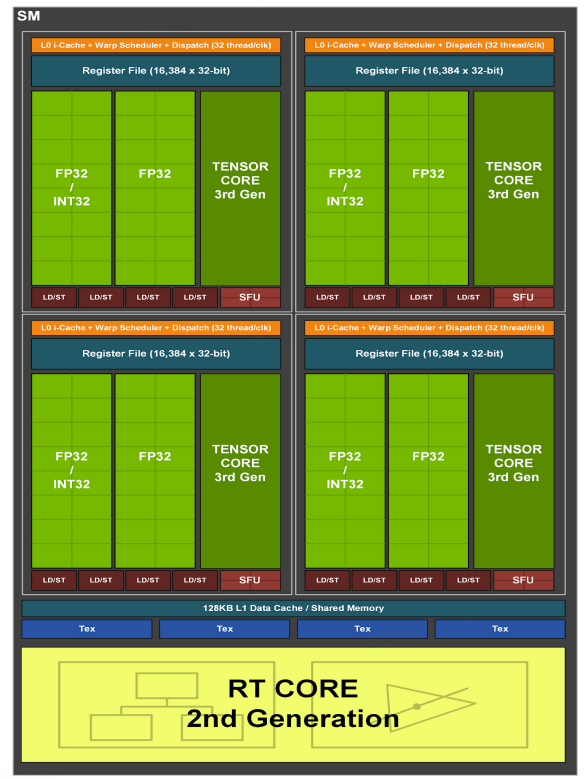 SM
L0 i-Cache + Warp Scheduler + Dispatch (32 thread/clk)
Register File (16,384 x 32-bit)
FP32
/
INT32
FP32
TENSOR
CORE
3rd Gen
LD/ST
LD/ST
LD/ST
LD/ST
SFU
L0 i-Cache + Warp Scheduler + Dispatch (32 thread/clk)
Register File (16,384 x 32-bit)
FP32
/
INT32
FP32
TENSOR
CORE
3rd Gen
LD/ST
LD/ST
LD/ST
LD/ST
SFU
L0 i-Cache + Warp Scheduler + Dispatch (32 thread/clk)
Register File (16,384 x 32-bit)
FP32
/
INT32
FP32
TENSOR
CORE
3rd Gen
LD/ST
LD/ST
LD/ST
LD/ST
SFU
L0 i-Cache + Warp Scheduler + Dispatch (32 thread/clk)
Register File (16,384 x 32-bit)
FP32
/
INT32
FP32
TENSOR
CORE
3rd Gen
LD/ST
LD/ST
LD/ST
LD/ST
SFU
128KB L1 Data Cache / Shared Memory
Tex
Tex
Tex
Tex
RT CORE
2nd Generation